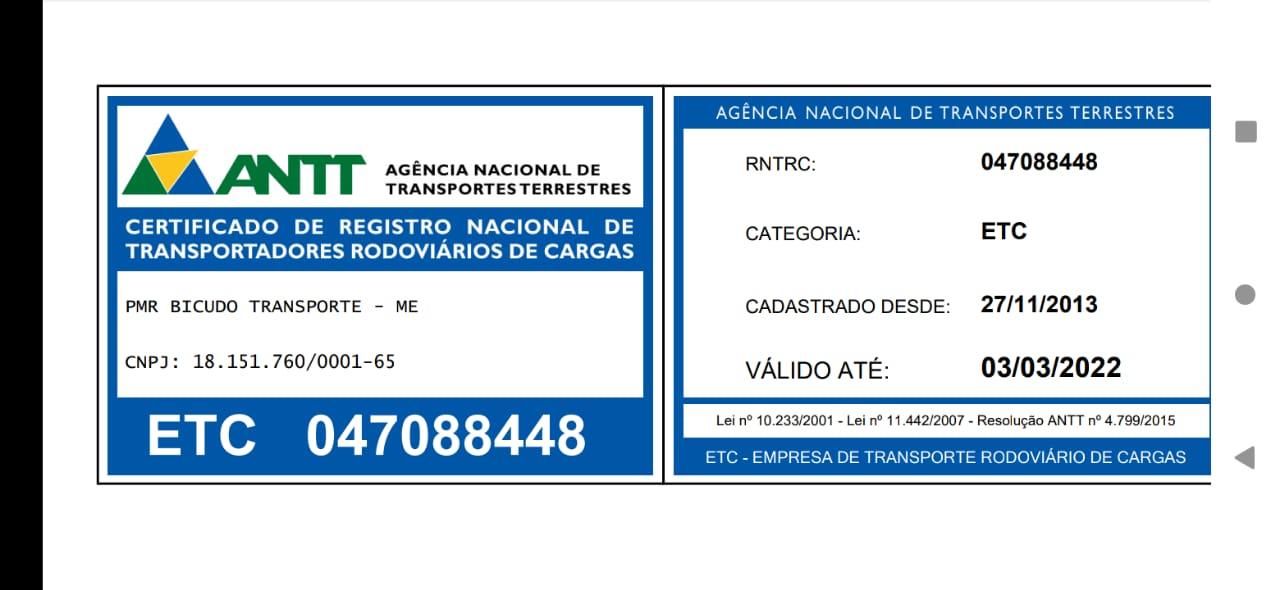 ANTT
AGÊNCIA NACIONAL DE
TRANSPORTES TERRESTRES
CERTIFICADO DE REGISTRO NACIONAL DE
TRANSPORTADORES RODOVIÁRIOS DE CARGAS
PMR BICUDO TRANSPORTE - ME
CNPJ: 18.151.760/0001-65
ETC 047088448
AGÊNCIA NACIONAL DE TRANSPORTES TERRESTRES
RNTRC: 047088448
CATEGORIA: ETC
CADASTRADO DESDE: 27/11/2013
VÁLIDO ATÉ: 03/03/2022
Lei nº 10.233/2001 - Lei nº 11.442/2007 - Resolução ANTT nº 4.799/2015
ETC - EMPRESA DE TRANSPORTE RODOVIÁRIO DE CARGAS